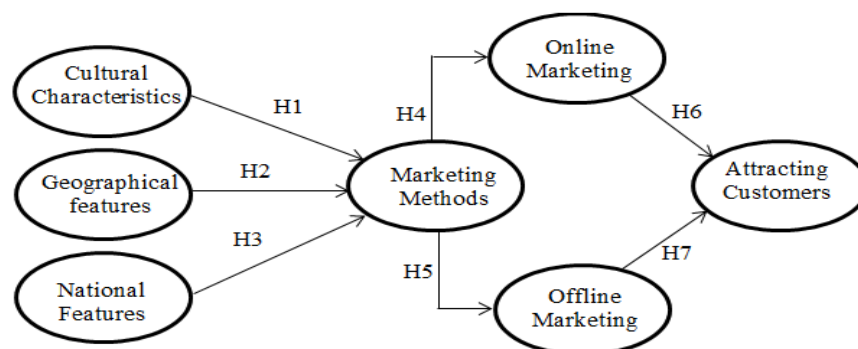 Cultural
Characteristics
H1
Geographical
features
H2
National
Features
H3
Marketing
Methods
H4
H5
Online
Marketing
H6
Offline
Marketing
H7
Attracting
Customers